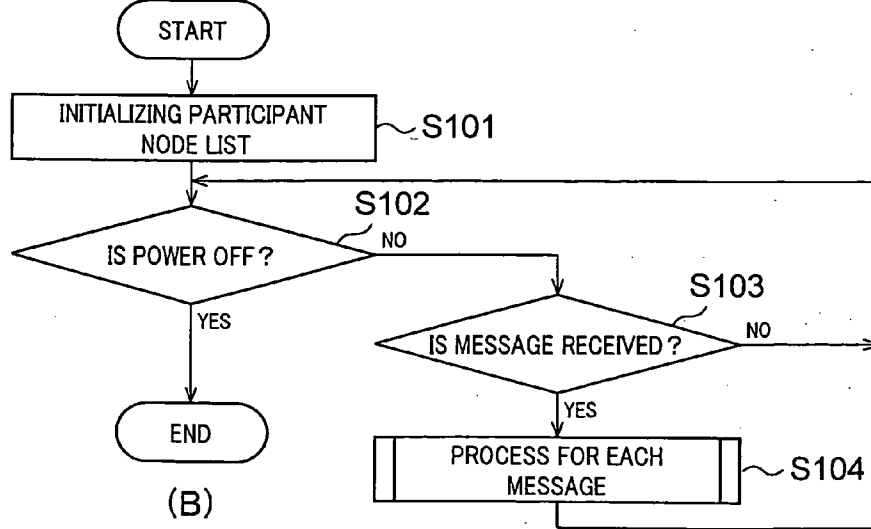 START
INITIALIZING PARTICIPANT
NODE LIST
S101
S102
IS POWER OFF?
NO
YES
S103
IS MESSAGE RECEIVED?
NO
YES
END
PROCESS FOR EACH
MESSAGE
S104
(B)